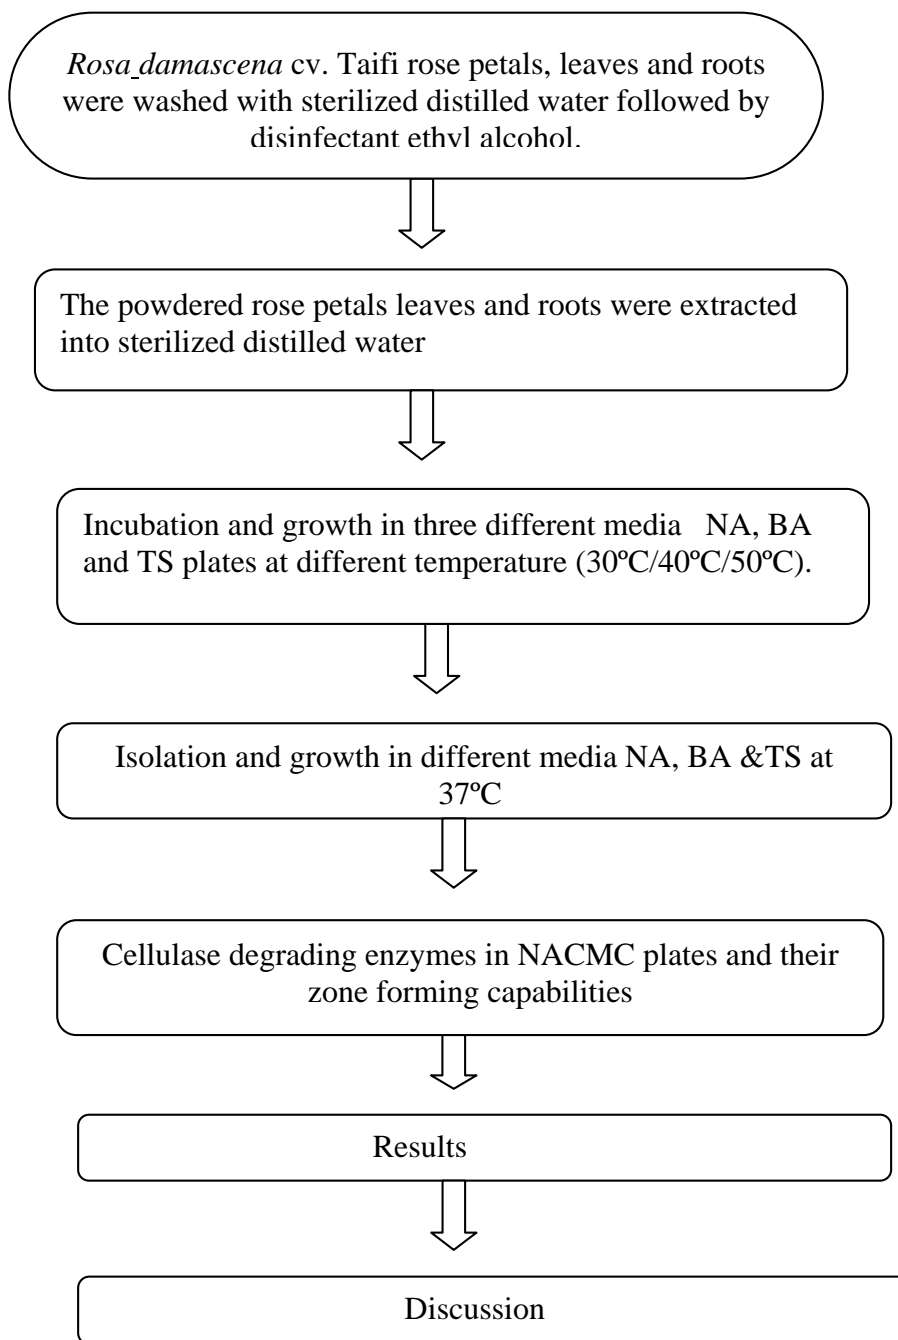 Rosa damascena cv. Taifi rose petals, leaves and roots
were washed with sterilized distilled water followed by
disinfectant ethyl alcohol.
The powdered rose petals leaves and roots were extracted
into sterilized distilled water
Incubation and growth in three different media NA, BA
and TS plates at different temperature (30ºC/40ºC/50ºC).
Isolation and growth in different media NA, BA &TS at
37ºC
Cellulase degrading enzymes in NACMC plates and their
zone forming capabilities
Results
Discussion